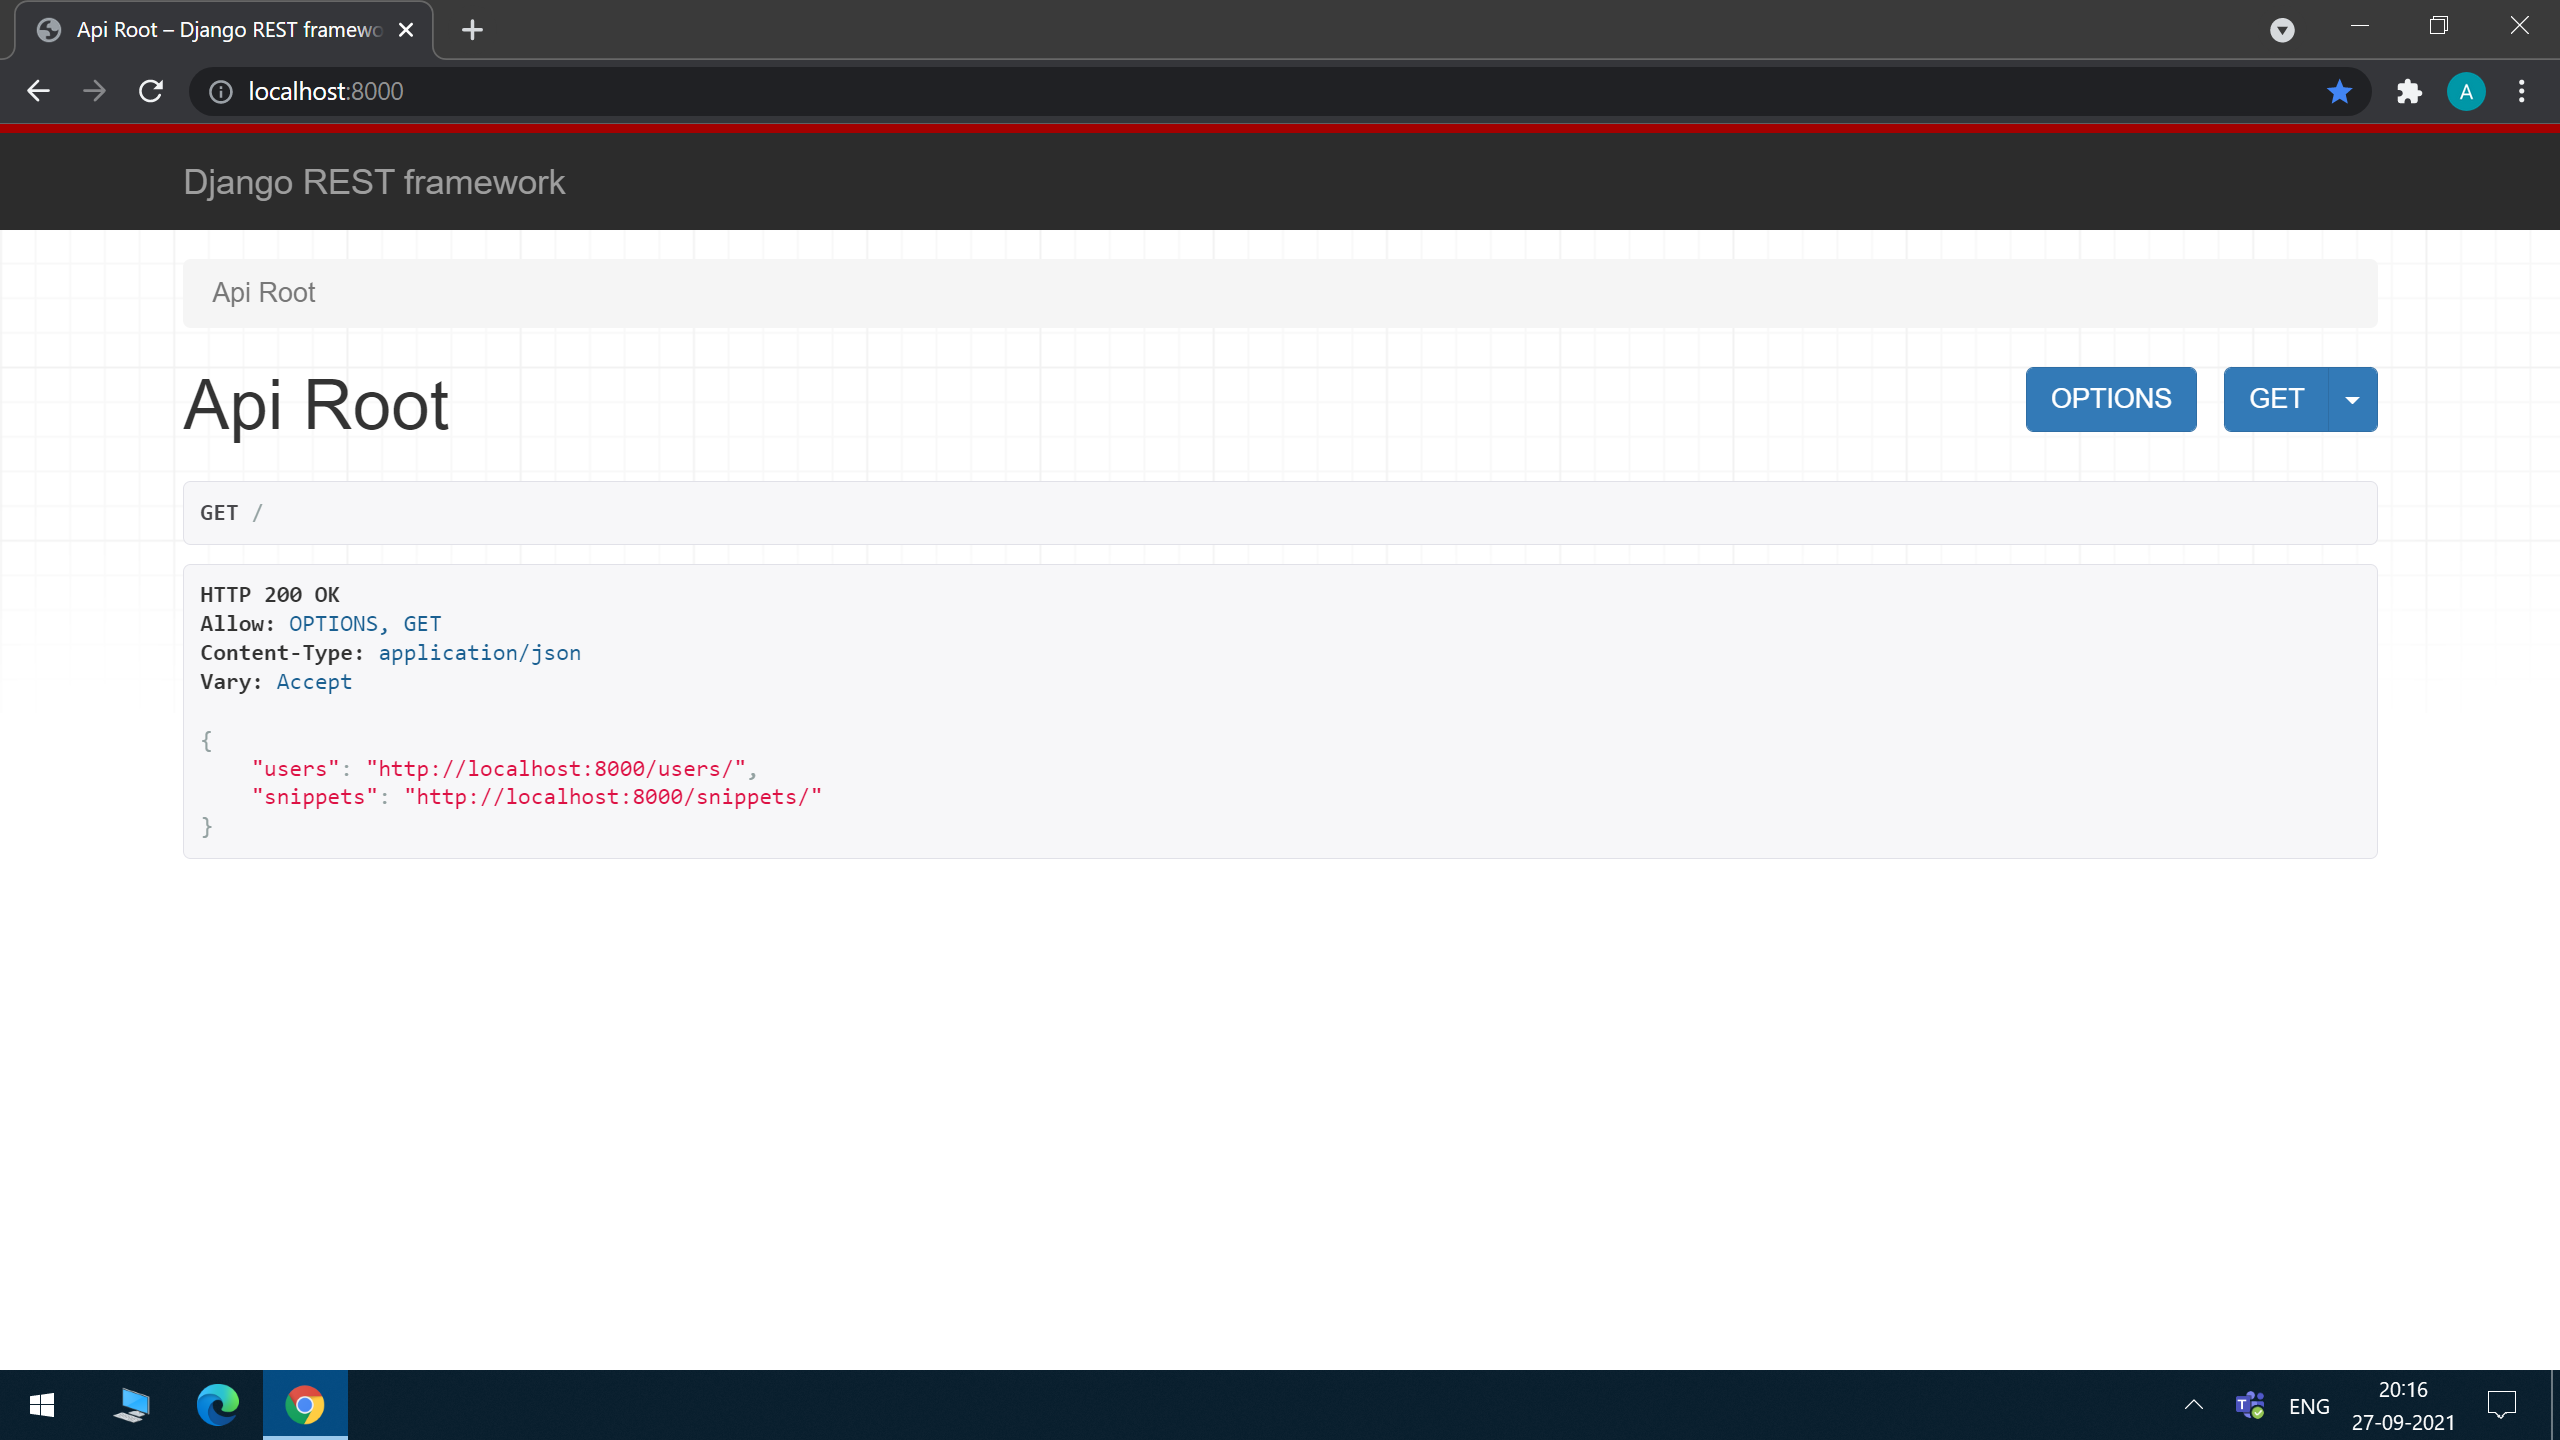 Api Root – Django REST framewo
localhost:8000
A
Django REST framework
Api Root
Api Root
OPTIONS
GET
GET /
HTTP 200 OK
Allow: OPTIONS, GET
Content-Type: application/json
Vary: Accept
{
"users": "http://localhost:8000/users/",
"snippets": "http://localhost:8000/snippets/"
}
T
ENG
20:16
27-09-2021